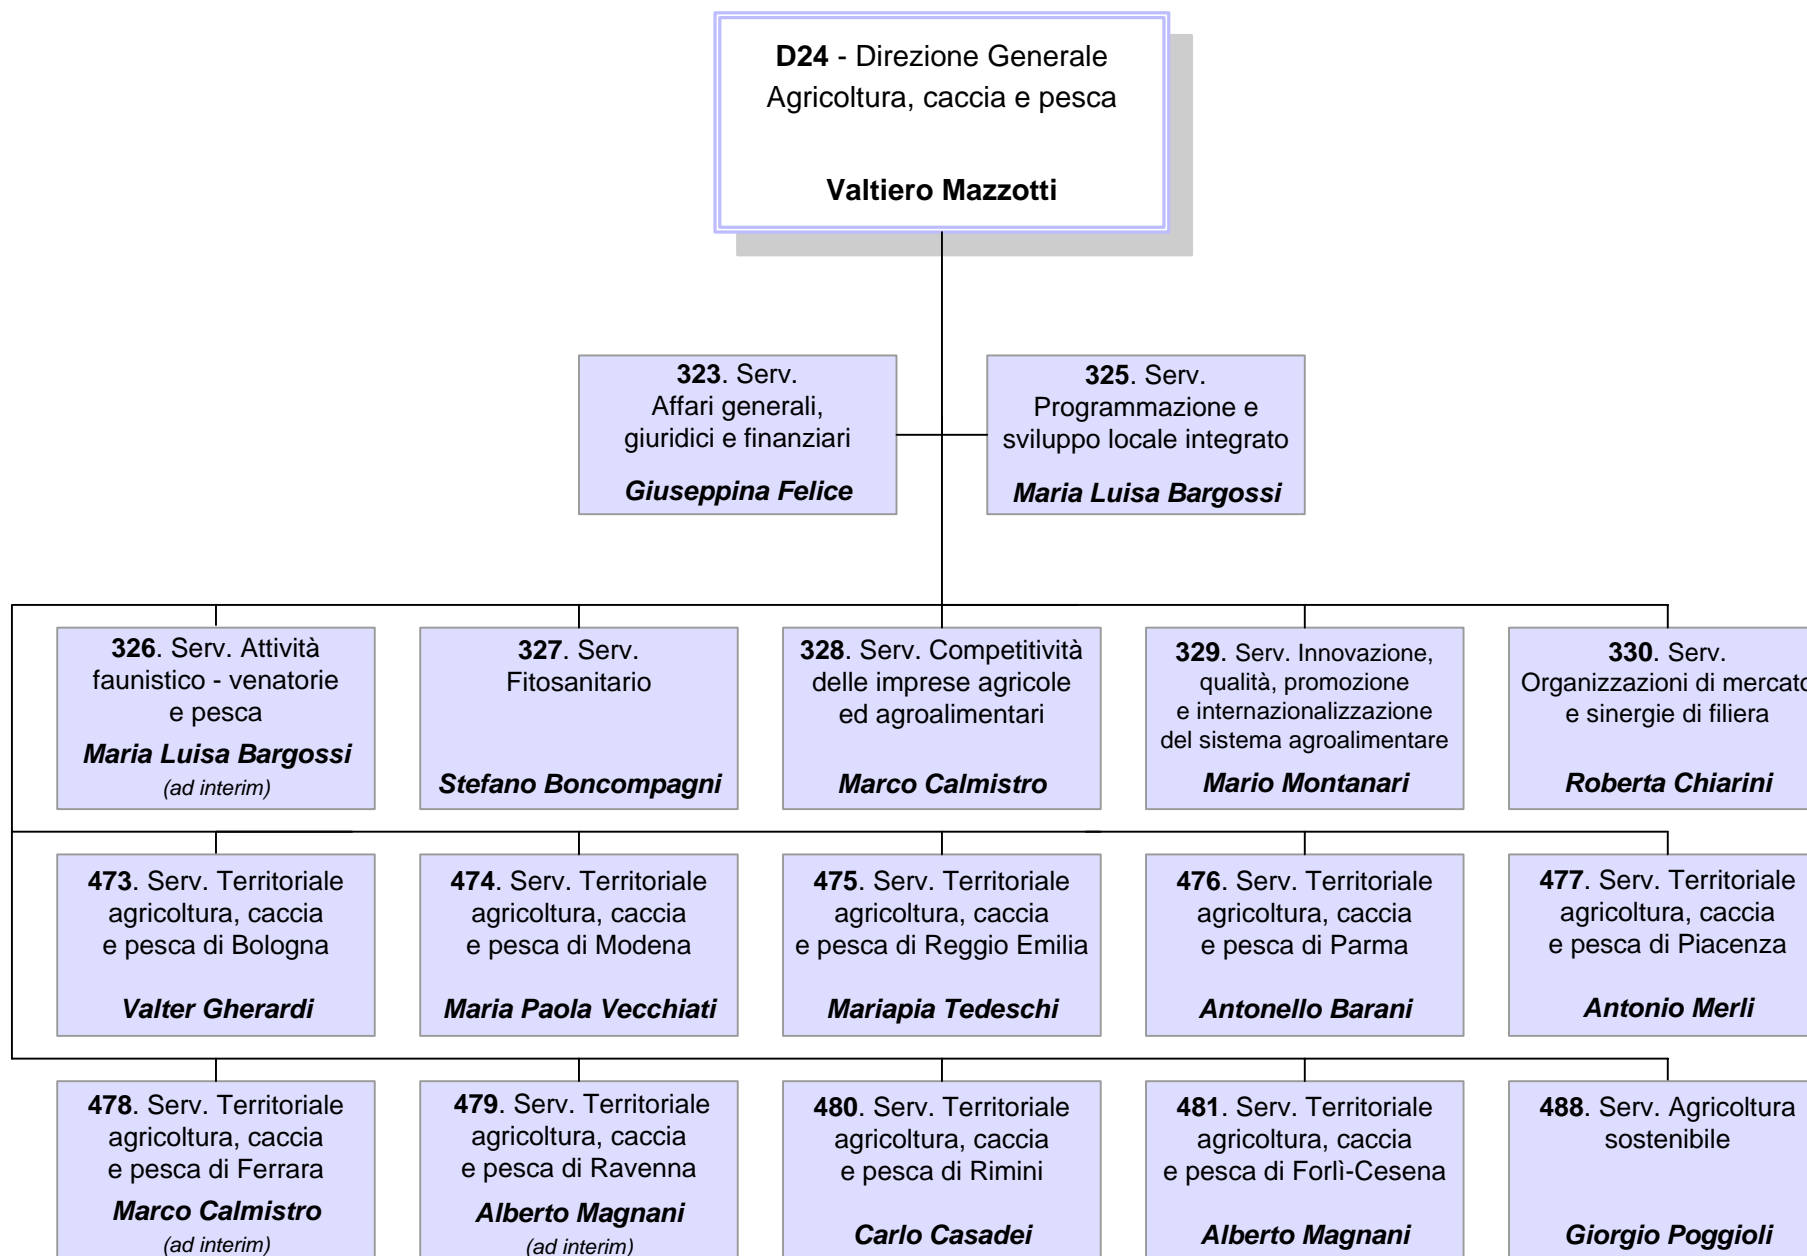 D24 - Direzione Generale
Agricoltura, caccia e pesca
Valtiero Mazzotti
323. Serv.
Affari generali,
giuridici e finanziari
Giuseppina Felice
325. Serv.
Programmazione e
sviluppo locale integrato
Maria Luisa Bargossi
326. Serv. Attività
faunistico - venatorie
e pesca
Maria Luisa Bargossi
(ad interim)
327. Serv.
Fitosanitario
Stefano Boncompagni
328. Serv. Competitività
delle imprese agricole
ed agroalimentari
Marco Calmistro
329. Serv. Innovazione,
qualità, promozione
e internazionalizzazione
del sistema agroalimentare
Mario Montanari
330. Serv.
Organizzazioni di mercato
e sinergie di filiera
Roberta Chiarini
473. Serv. Territoriale
agricoltura, caccia
e pesca di Bologna
Valter Gherardi
474. Serv. Territoriale
agricoltura, caccia
e pesca di Modena
Maria Paola Vecchiati
475. Serv. Territoriale
agricoltura, caccia
e pesca di Reggio Emilia
Mariapia Tedeschi
476. Serv. Territoriale
agricoltura, caccia
e pesca di Parma
Antonello Barani
477. Serv. Territoriale
agricoltura, caccia
e pesca di Piacenza
Antonio Merli
478. Serv. Territoriale
agricoltura, caccia
e pesca di Ferrara
Marco Calmistro
(ad interim)
479. Serv. Territoriale
agricoltura, caccia
e pesca di Ravenna
Alberto Magnani
(ad interim)
480. Serv. Territoriale
agricoltura, caccia
e pesca di Rimini
Carlo Casadei
481. Serv. Territoriale
agricoltura, caccia
e pesca di Forlì-Cesena
Alberto Magnani
488. Serv. Agricoltura
sostenibile
Giorgio Poggioli